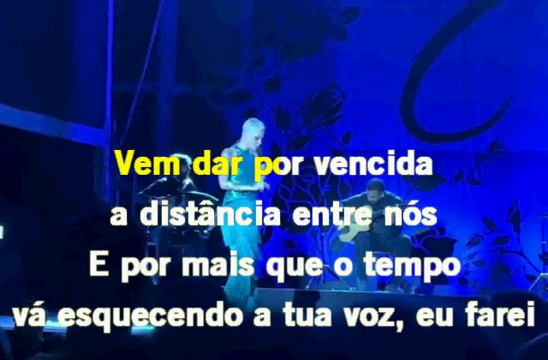 Vem dar por vencida
a distância entre nós
E por mais que o tempo
vá esquecendo a tua voz, eu farei